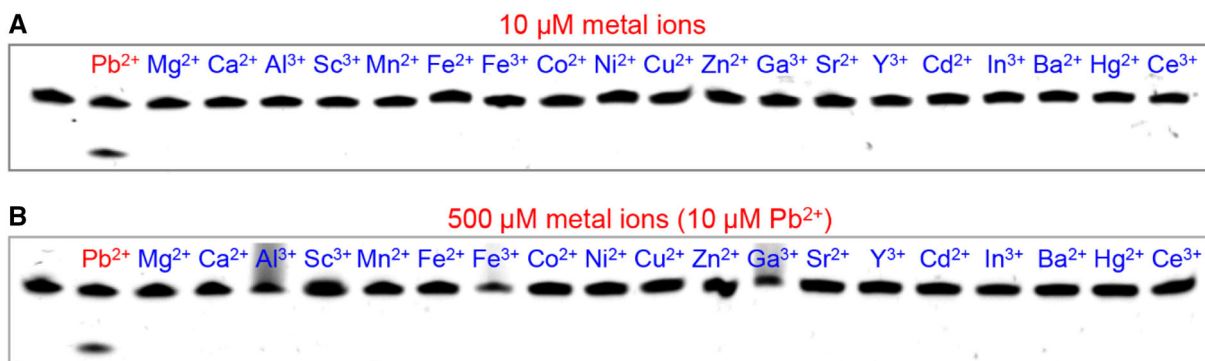 A
10 µM metal ions
Pb²⁺ Mg²⁺ Ca²⁺ Al³⁺ Sc³⁺ Mn²⁺ Fe²⁺ Fe³⁺ Co²⁺ Ni²⁺ Cu²⁺ Zn²⁺ Ga³⁺ Sr²⁺ Y³⁺ Cd²⁺ In³⁺ Ba²⁺ Hg²⁺ Ce³⁺
B
500 µM metal ions (10 µM Pb²⁺)
Pb²⁺ Mg²⁺ Ca²⁺ Al³⁺ Sc³⁺ Mn²⁺ Fe²⁺ Fe³⁺ Co²⁺ Ni²⁺ Cu²⁺ Zn²⁺ Ga³⁺ Sr²⁺ Y³⁺ Cd²⁺ In³⁺ Ba²⁺ Hg²⁺ Ce³⁺